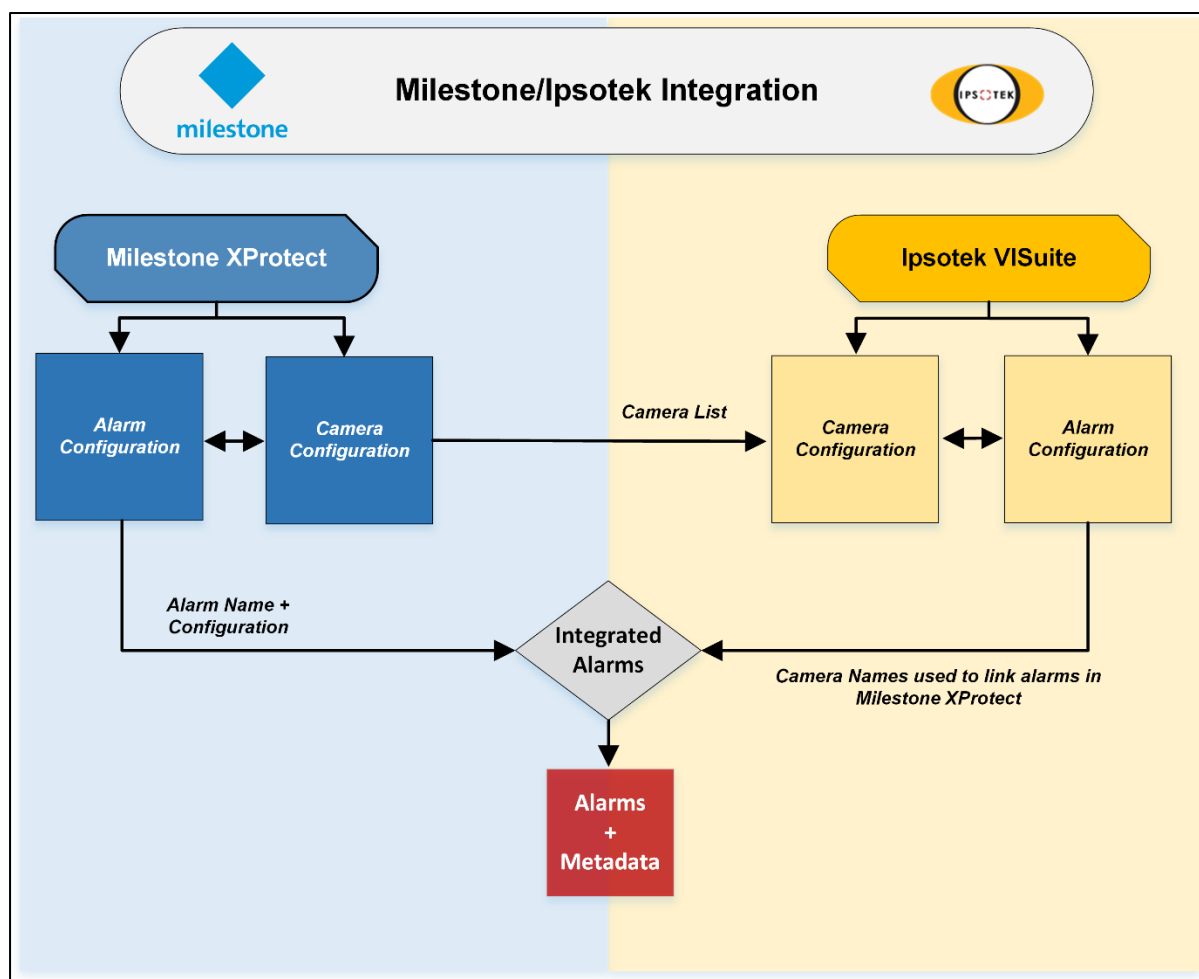 Milestone/Ipsotek Integration
milestone
IPSOTEK
Milestone XProtect
Ipsotek VISuite
Alarm
Configuration
Camera
Configuration
Camera List
Camera
Configuration
Alarm
Configuration
Alarm Name +
Configuration
Integrated
Alarms
Camera Names used to link alarms in
Milestone XProtect
Alarms
+
Metadata